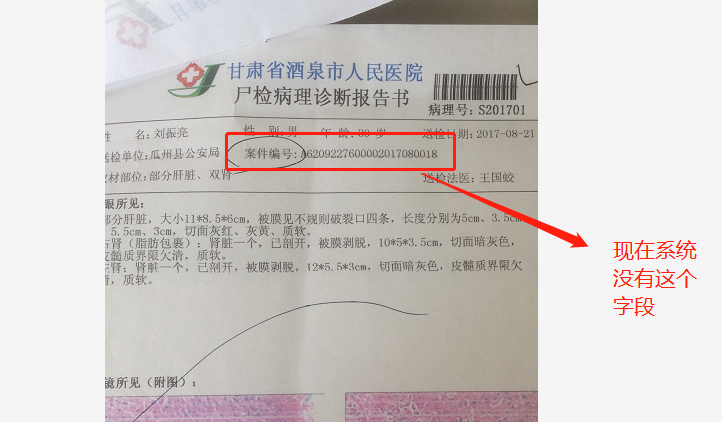 甘肃省酒泉市人民医院
尸检病理诊断报告书
病理号:S201701
姓 名:刘振亮 性 别:男 年 龄:39 岁 送检日期:2017-08-21
送检单位:瓜州县公安局 案件编号:A6209227600002017080018
取材部位:部分肝脏、双肾 送检法医:王国蛟
眼所见:
部分肝脏,大小11*8.5*6cm,被膜见不规则破裂口四条,长度分别为5cm、3.5cm
、5.5cm、3cm,切面灰红、灰黄、质软。
右肾(脂肪包裹):肾脏一个,已剖开,被膜剥脱,10*5*3.5cm,切面暗灰色,
皮髓质界限欠清,质软。
左肾:肾脏一个,已剖开,被膜剥脱,12*5.5*3cm,切面暗灰色,皮髓质界限欠
清,质软。
镜所见(附图):
现在系统
没有这个
字段